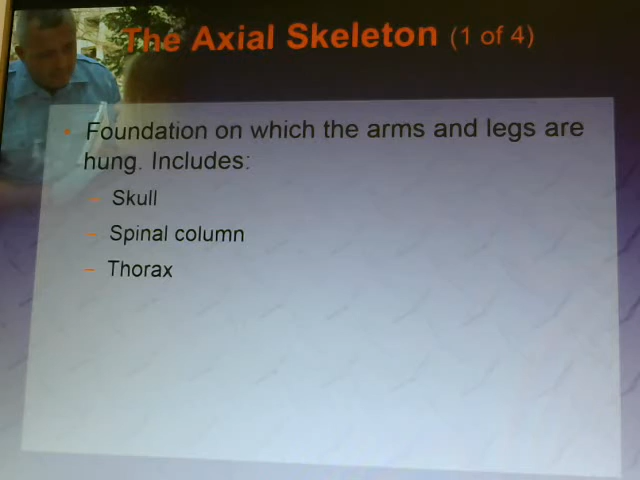 The Axial Skeleton (1 of 4)
• Foundation on which the arms and legs are
hung. Includes:
– Skull
– Spinal column
– Thorax